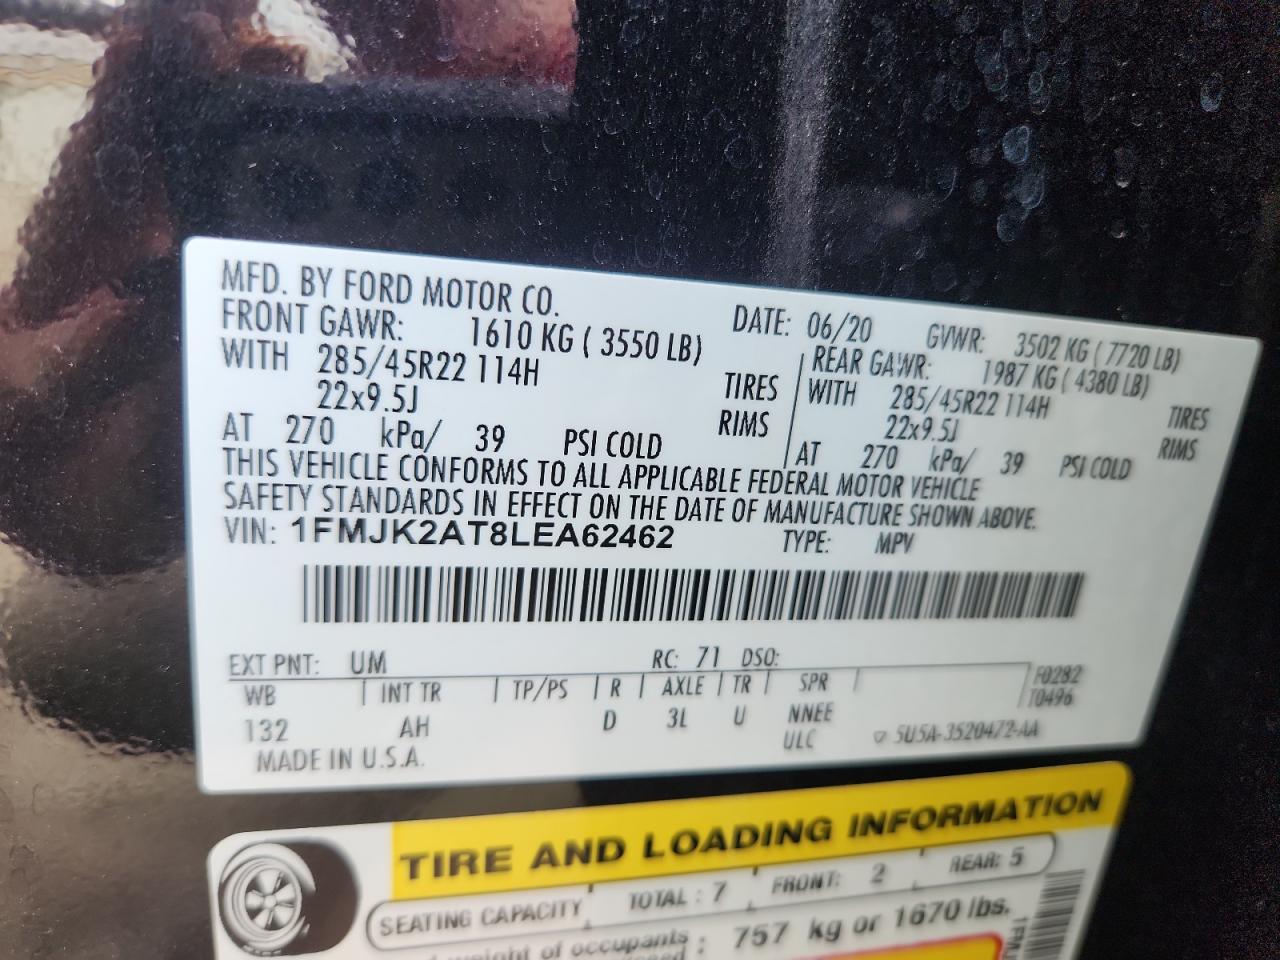 MFD. BY FORD MOTOR CO.
DATE: 06/20 GVWR: 3502 KG ( 7720 LB)
FRONT GAWR: 1610 KG ( 3550 LB)
WITH 285/45R22 114H TIRES
22x9.5J RIMS
AT 270 kPa/ 39 PSI COLD
REAR GAWR: 1987 KG ( 4380 LB)
WITH 285/45R22 114H TIRES
22x9.5J RIMS
AT 270 kPa/ 39 PSI COLD
THIS VEHICLE CONFORMS TO ALL APPLICABLE FEDERAL MOTOR VEHICLE
SAFETY STANDARDS IN EFFECT ON THE DATE OF MANUFACTURE SHOWN ABOVE.
VIN: 1FMJK2AT8LEA62462 TYPE: MPV
EXT PNT: UM RC: 71 DSO:
WB | INT TR | TP/PS | R | AXLE | TR | SPR | F0282
T0496
132 AH D 3L U NNEE
ULC 5U5A-3520472-AA
MADE IN U.S.A.
TIRE AND LOADING INFORMATION
SEATING CAPACITY TOTAL : 7 FRONT: 2 REAR: 5
weight of occupants : 757 kg or 1670 lbs.